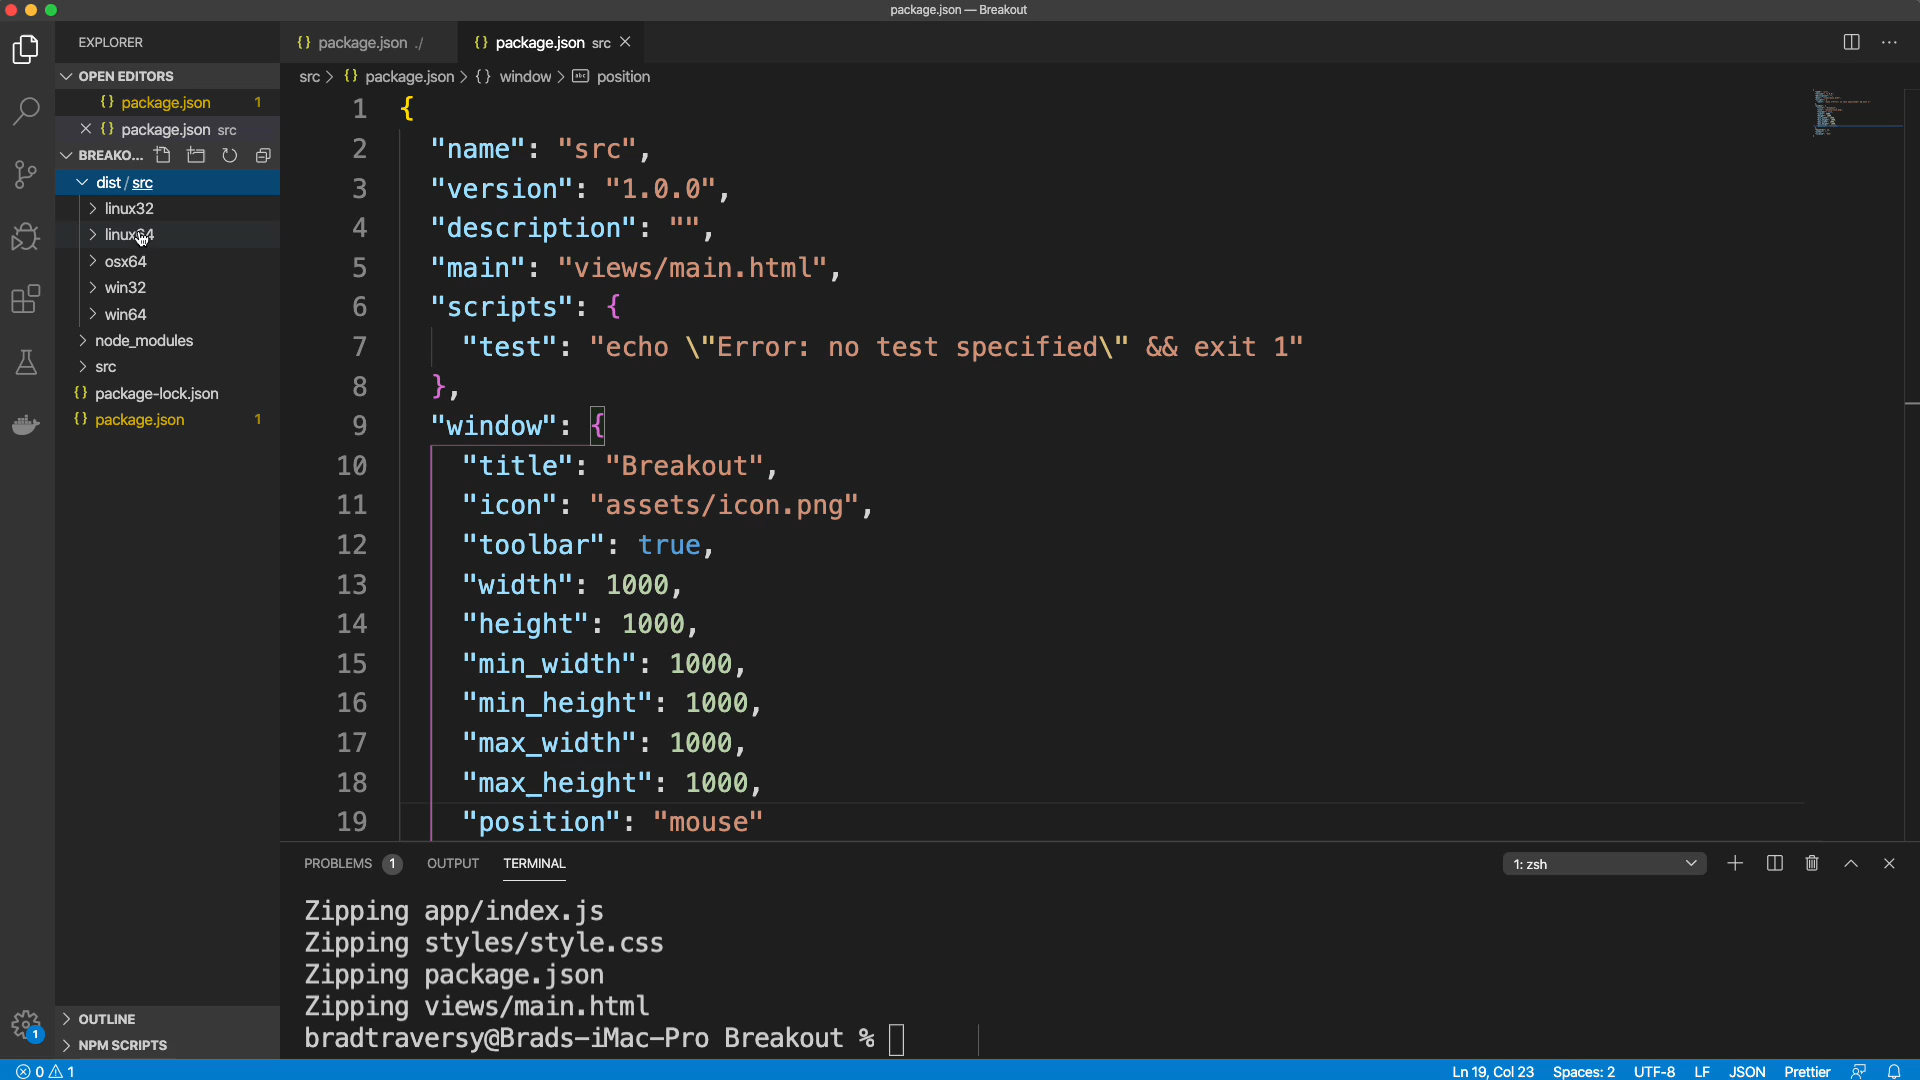 package.json — Breakout
EXPLORER
OPEN EDITORS
{} package.json 1
{} package.json src
BREAKO...
dist / src
linux32
linux64
osx64
win32
win64
node_modules
src
{} package-lock.json
{} package.json 1
OUTLINE
NPM SCRIPTS
{} package.json ./
{} package.json src
src > {} package.json > {} window > abc position
1 {
2 "name": "src",
3 "version": "1.0.0",
4 "description": "",
5 "main": "views/main.html",
6 "scripts": {
7 "test": "echo \"Error: no test specified\" && exit 1"
8 },
9 "window": {
10 "title": "Breakout",
11 "icon": "assets/icon.png",
12 "toolbar": true,
13 "width": 1000,
14 "height": 1000,
15 "min_width": 1000,
16 "min_height": 1000,
17 "max_width": 1000,
18 "max_height": 1000,
19 "position": "mouse"
PROBLEMS 1 OUTPUT TERMINAL 1: zsh
Zipping app/index.js
Zipping styles/style.css
Zipping package.json
Zipping views/main.html
bradtraversy@Brads-iMac-Pro Breakout %
1
0 1 Ln 19, Col 23 Spaces: 2 UTF-8 LF JSON Prettier